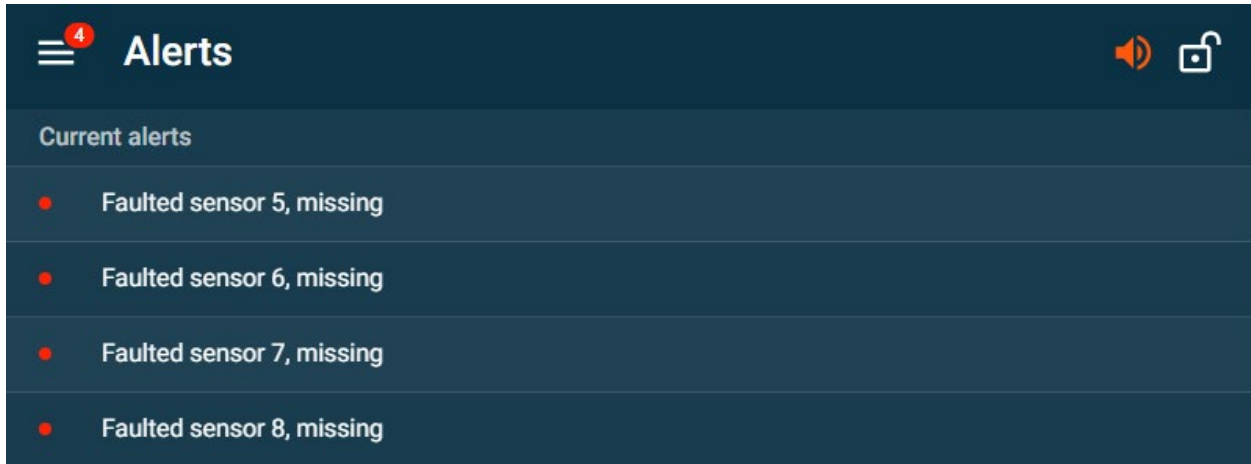 4
Alerts
Current alerts
Faulted sensor 5, missing
Faulted sensor 6, missing
Faulted sensor 7, missing
Faulted sensor 8, missing